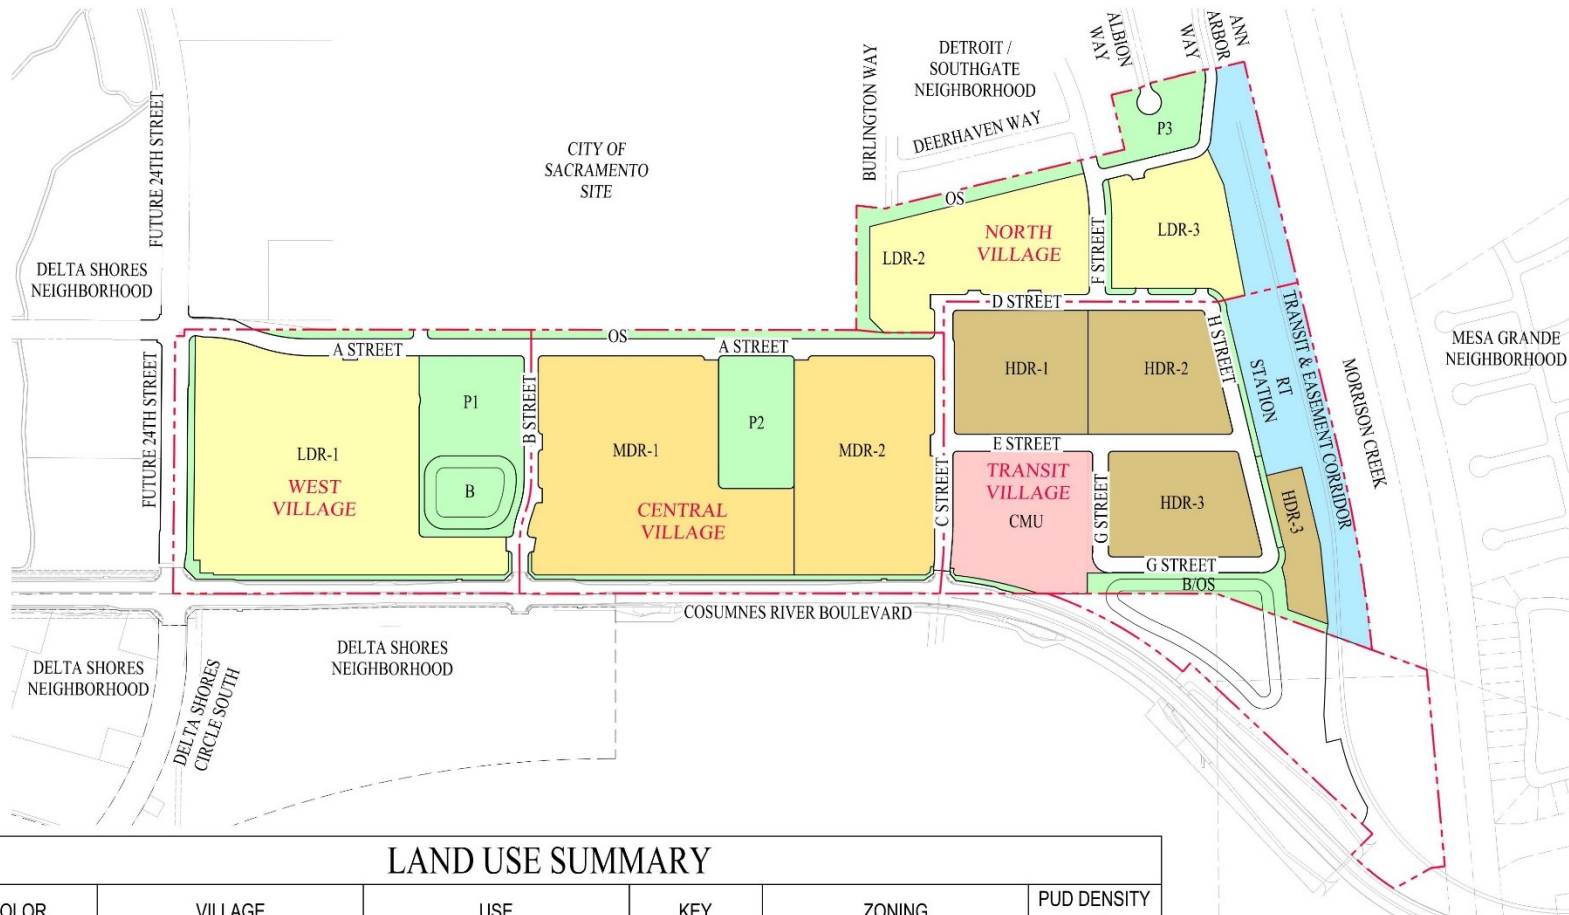 ALBION
WAY
ANN
ARBOR
WAY
BURLINGTON WAY
DETROIT /
SOUTHGATE
NEIGHBORHOOD
DEERHAVEN WAY
P3
FUTURE 24TH STREET
CITY OF
SACRAMENTO
SITE
OS
NORTH
VILLAGE
LDR-2
F STREET
LDR-3
DELTA SHORES
NEIGHBORHOOD
D STREET
TRANSIT & EASEMENT CORRIDOR
OS
A STREET
A STREET
H STREET
RT
STATION
MORRISON CREEK
MESA GRANDE
NEIGHBORHOOD
FUTURE 24TH STREET
HDR-1
HDR-2
P1
B STREET
P2
LDR-1
WEST
VILLAGE
B
MDR-1
MDR-2
CENTRAL
VILLAGE
C STREET
E STREET
TRANSIT
VILLAGE
CMU
G STREET
HDR-3
HDR-3
G STREET
B/OS
COSUMNES RIVER BOULEVARD
DELTA SHORES
NEIGHBORHOOD
DELTA SHORES
NEIGHBORHOOD
DELTA SHORES
CIRCLE SOUTH
LAND USE SUMMARY
OLOR VILLAGE USE KEY ZONING PUD DENSITY